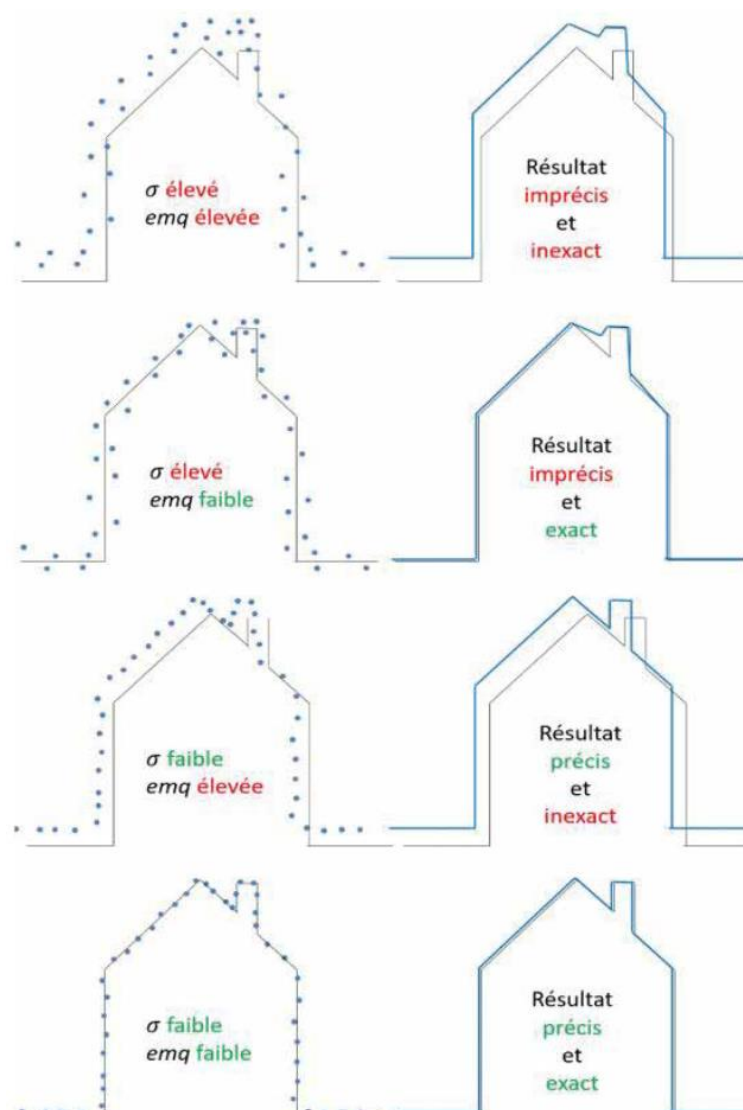 σ élevé
emq élevée
Résultat
imprécis
et
inexact
σ élevé
emq faible
Résultat
imprécis
et
exact
σ faible
emq élevée
Résultat
précis
et
inexact
σ faible
emq faible
Résultat
précis
et
exact